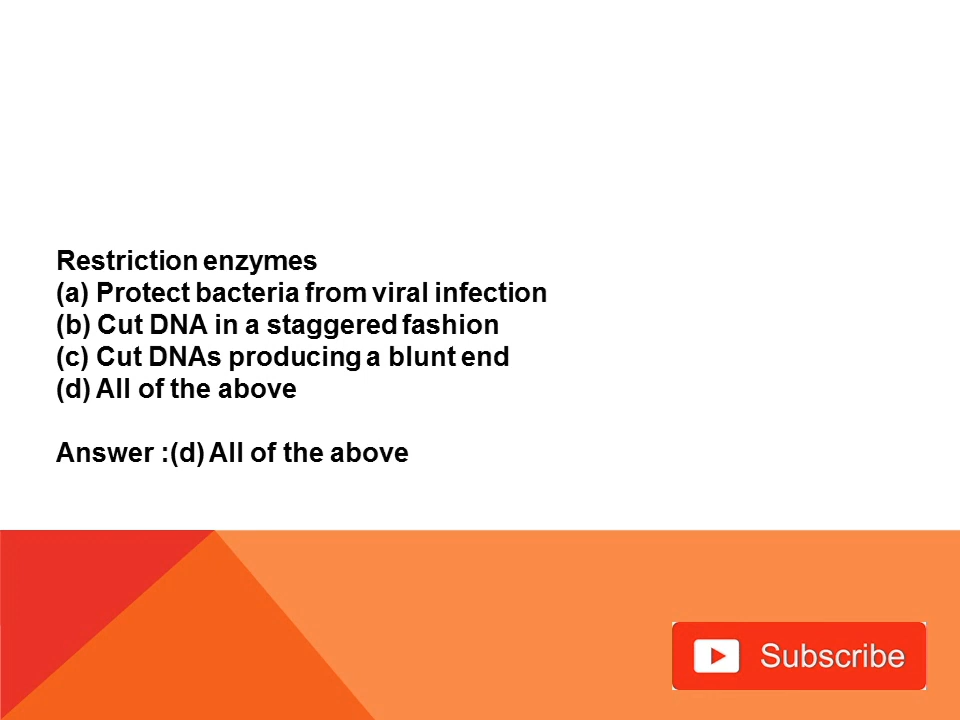 Restriction enzymes
(a) Protect bacteria from viral infection
(b) Cut DNA in a staggered fashion
(c) Cut DNAs producing a blunt end
(d) All of the above
Answer :(d) All of the above
Subscribe